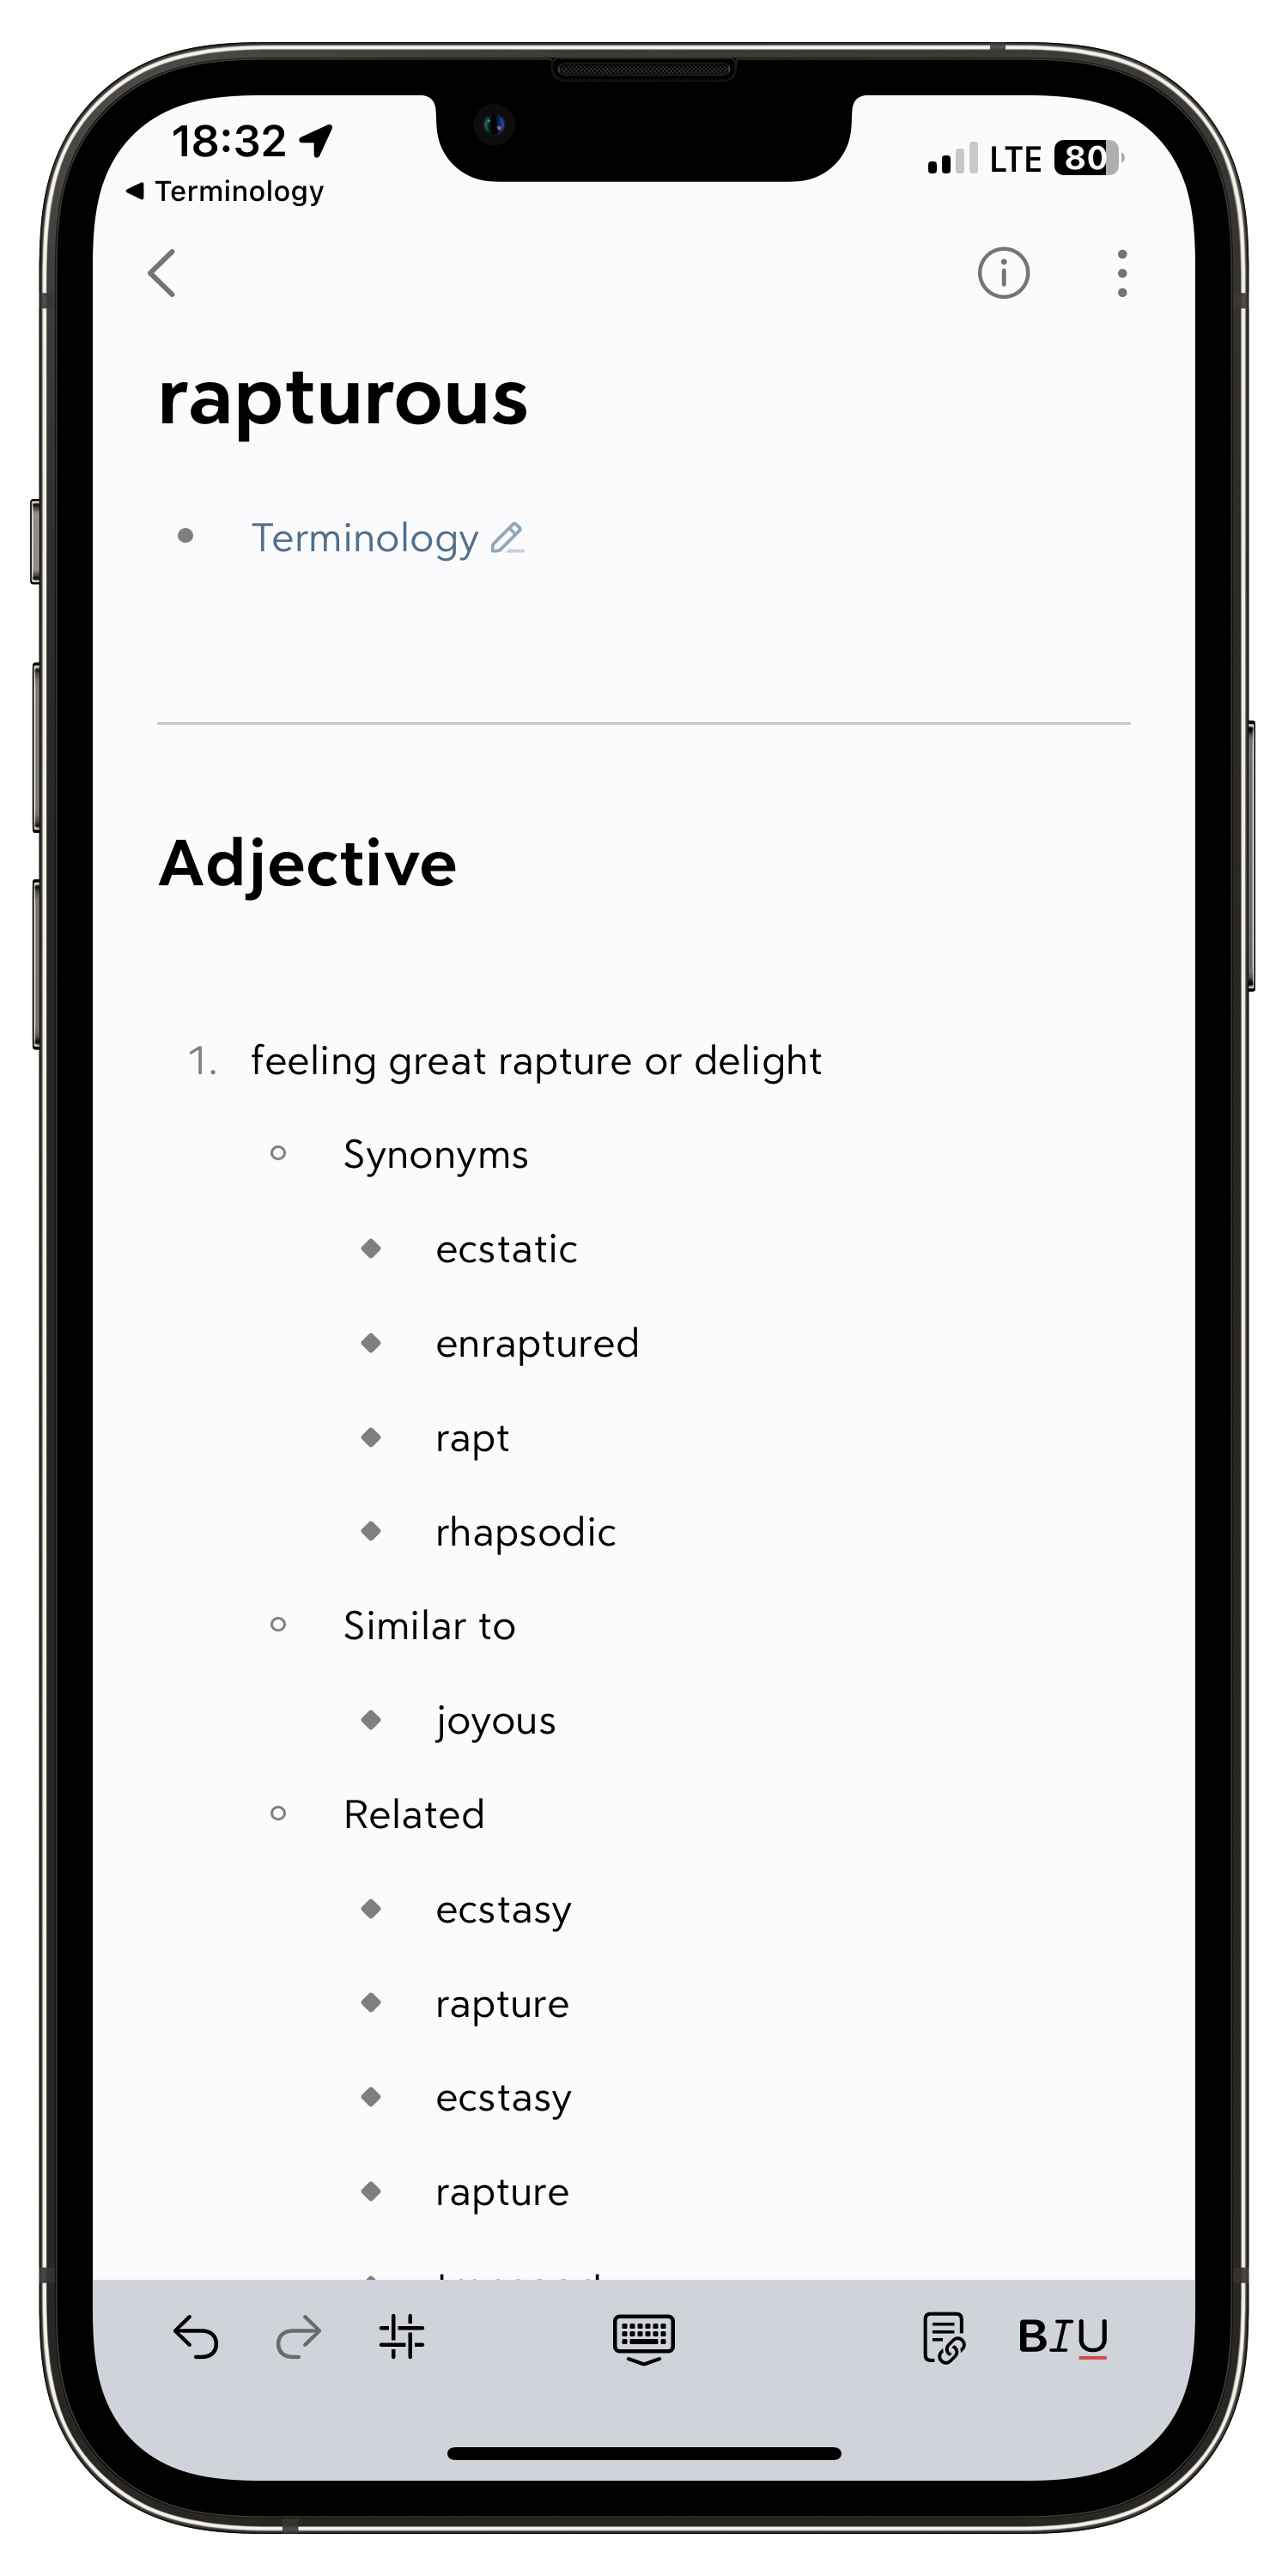 18:32
LTE 80
◀ Terminology
rapturous
• Terminology
Adjective
1. feeling great rapture or delight
Synonyms
ecstatic
enraptured
rapt
rhapsodic
Similar to
joyous
Related
ecstasy
rapture
ecstasy
rapture
BIU